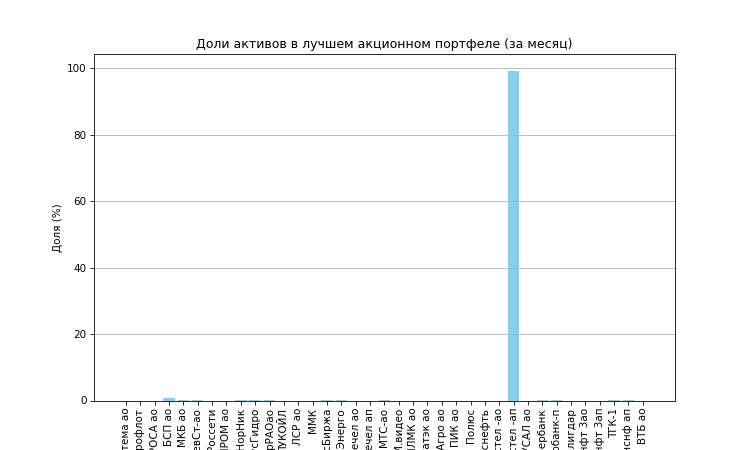 Доли активов в лучшем акционном портфеле (за месяц)
Доля (%)
100
80
60
40
20
0
тема ао
рофлот
РОСА ао
БСП ао
МКБ ао
евСт-ао
Россети
ПРОМ ао
НорНик
усГидро
рРАОао
ЛУКОЙЛ
ЛСР ао
ММК
сБиржа
Энерго
ечел ао
ечел ап
МТС-ао
М.видео
ЛМК ао
атэк ао
Агро ао
ПИК ао
Полюс
снефть
стел -ао
стел -ап
УСАЛ ао
ербанк
рбанк-п
лигдар
нфт 3ао
нфт 3ап
ТГК-1
нснф ап
ВТБ ао